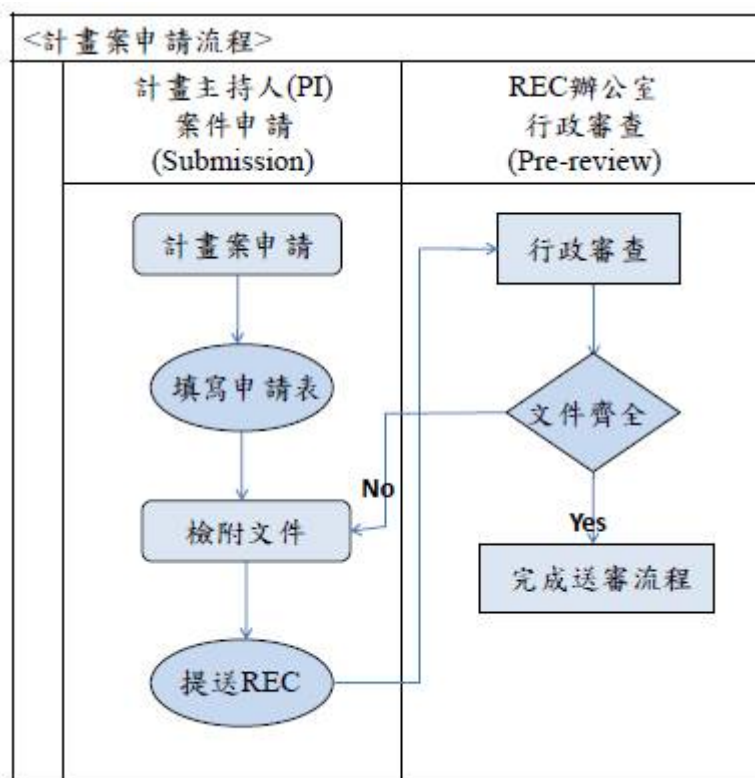 <計畫案申請流程>
計畫主持人(PI)
案件申請
(Submission)
REC辦公室
行政審查
(Pre-review)
計畫案申請
填寫申請表
檢附文件
提送REC
行政審查
文件齊全
No
Yes
完成送審流程